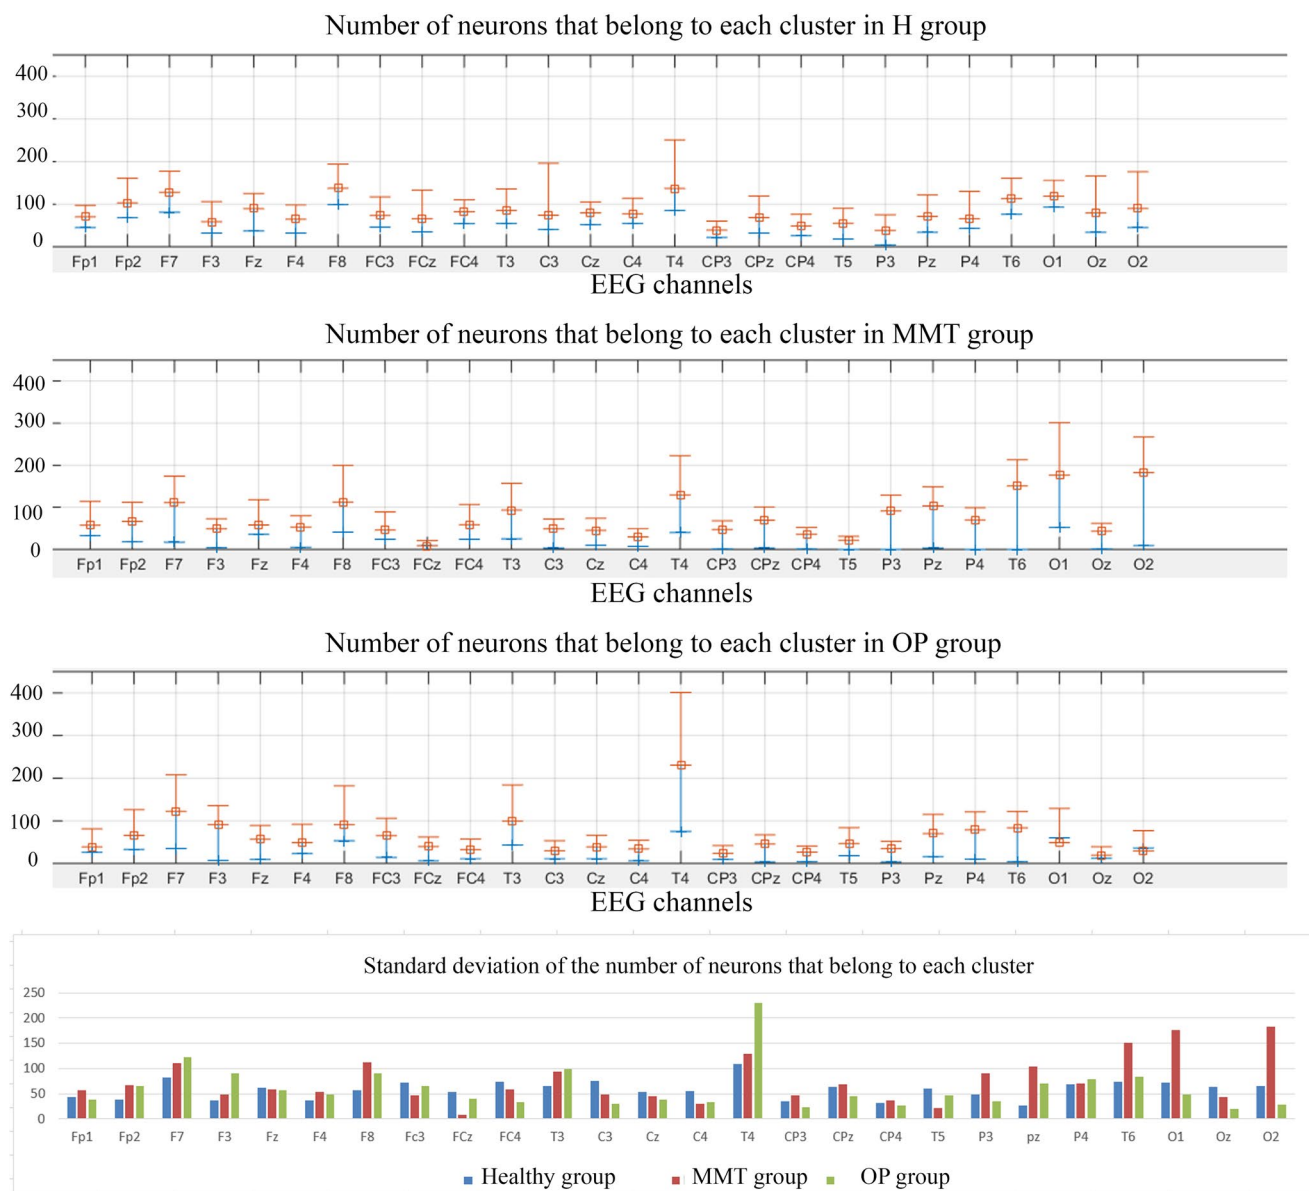 Number of neurons that belong to each cluster in H group
400
300
200
100
0
Fp1 Fp2 F7 F3 Fz F4 F8 FC3 FCz FC4 T3 C3 Cz C4 T4 CP3 CPz CP4 T5 P3 Pz P4 T6 O1 Oz O2
EEG channels
Number of neurons that belong to each cluster in MMT group
400
300
200
100
0
Fp1 Fp2 F7 F3 Fz F4 F8 FC3 FCz FC4 T3 C3 Cz C4 T4 CP3 CPz CP4 T5 P3 Pz P4 T6 O1 Oz O2
EEG channels
Number of neurons that belong to each cluster in OP group
400
300
200
100
0
Fp1 Fp2 F7 F3 Fz F4 F8 FC3 FCz FC4 T3 C3 Cz C4 T4 CP3 CPz CP4 T5 P3 Pz P4 T6 O1 Oz O2
EEG channels
Standard deviation of the number of neurons that belong to each cluster
250
200
150
100
50
0
Fp1 Fp2 F7 F3 Fz F4 F8 Fc3 FCz FC4 T3 C3 Cz C4 T4 CP3 CPz CP4 T5 P3 pz P4 T6 O1 Oz O2
Healthy group MMT group OP group